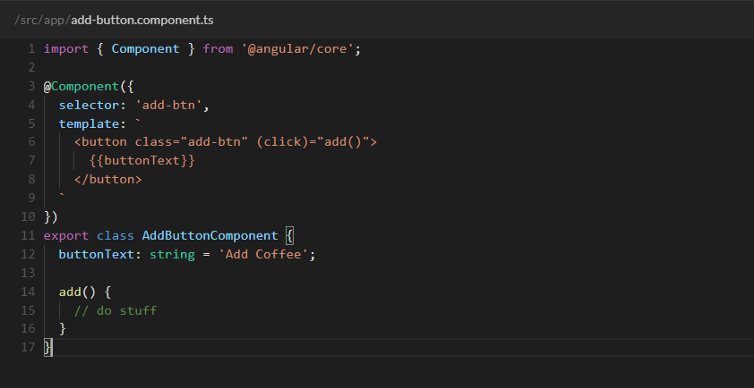 /src/app/add-button.component.ts
1 import { Component } from '@angular/core';
2
3 @Component({
4   selector: 'add-btn',
5   template: `
6     <button class="add-btn" (click)="add()">
7       {{buttonText}}
8     </button>
9   `
10 })
11 export class AddButtonComponent {
12   buttonText: string = 'Add Coffee';
13
14   add() {
15     // do stuff
16   }
17 }